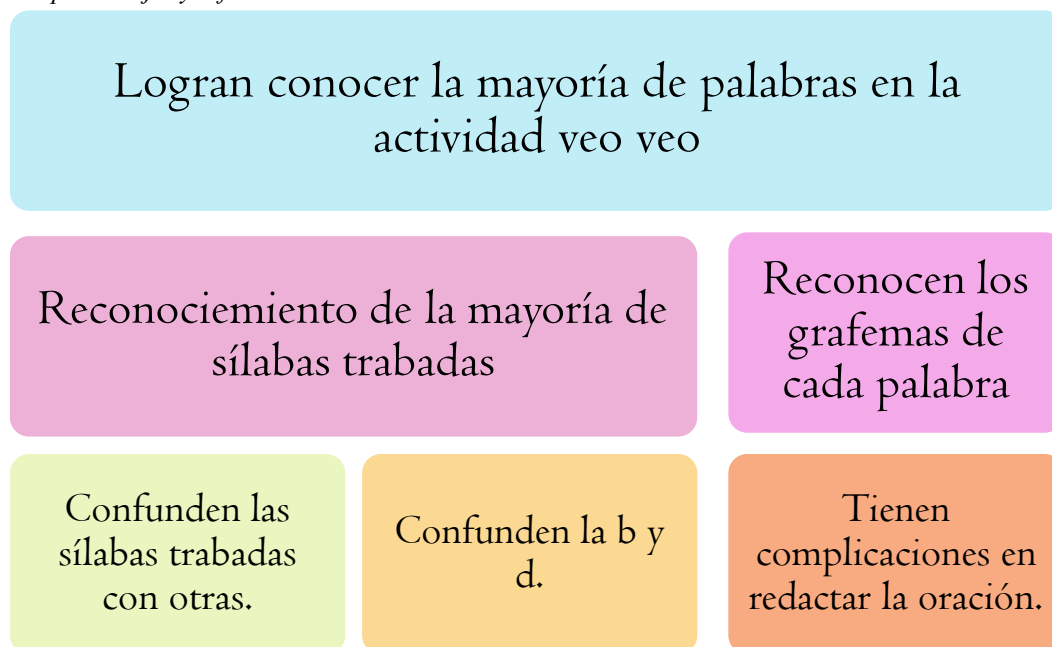 Logran conocer la mayoría de palabras en la
actividad veo veo
Reconociemiento de la mayoría de
sílabas trabadas
Reconocen los
grafemas de
cada palabra
Confunden las
sílabas trabadas
con otras.
Confunden la b y
d.
Tienen
complicaciones en
redactar la oración.